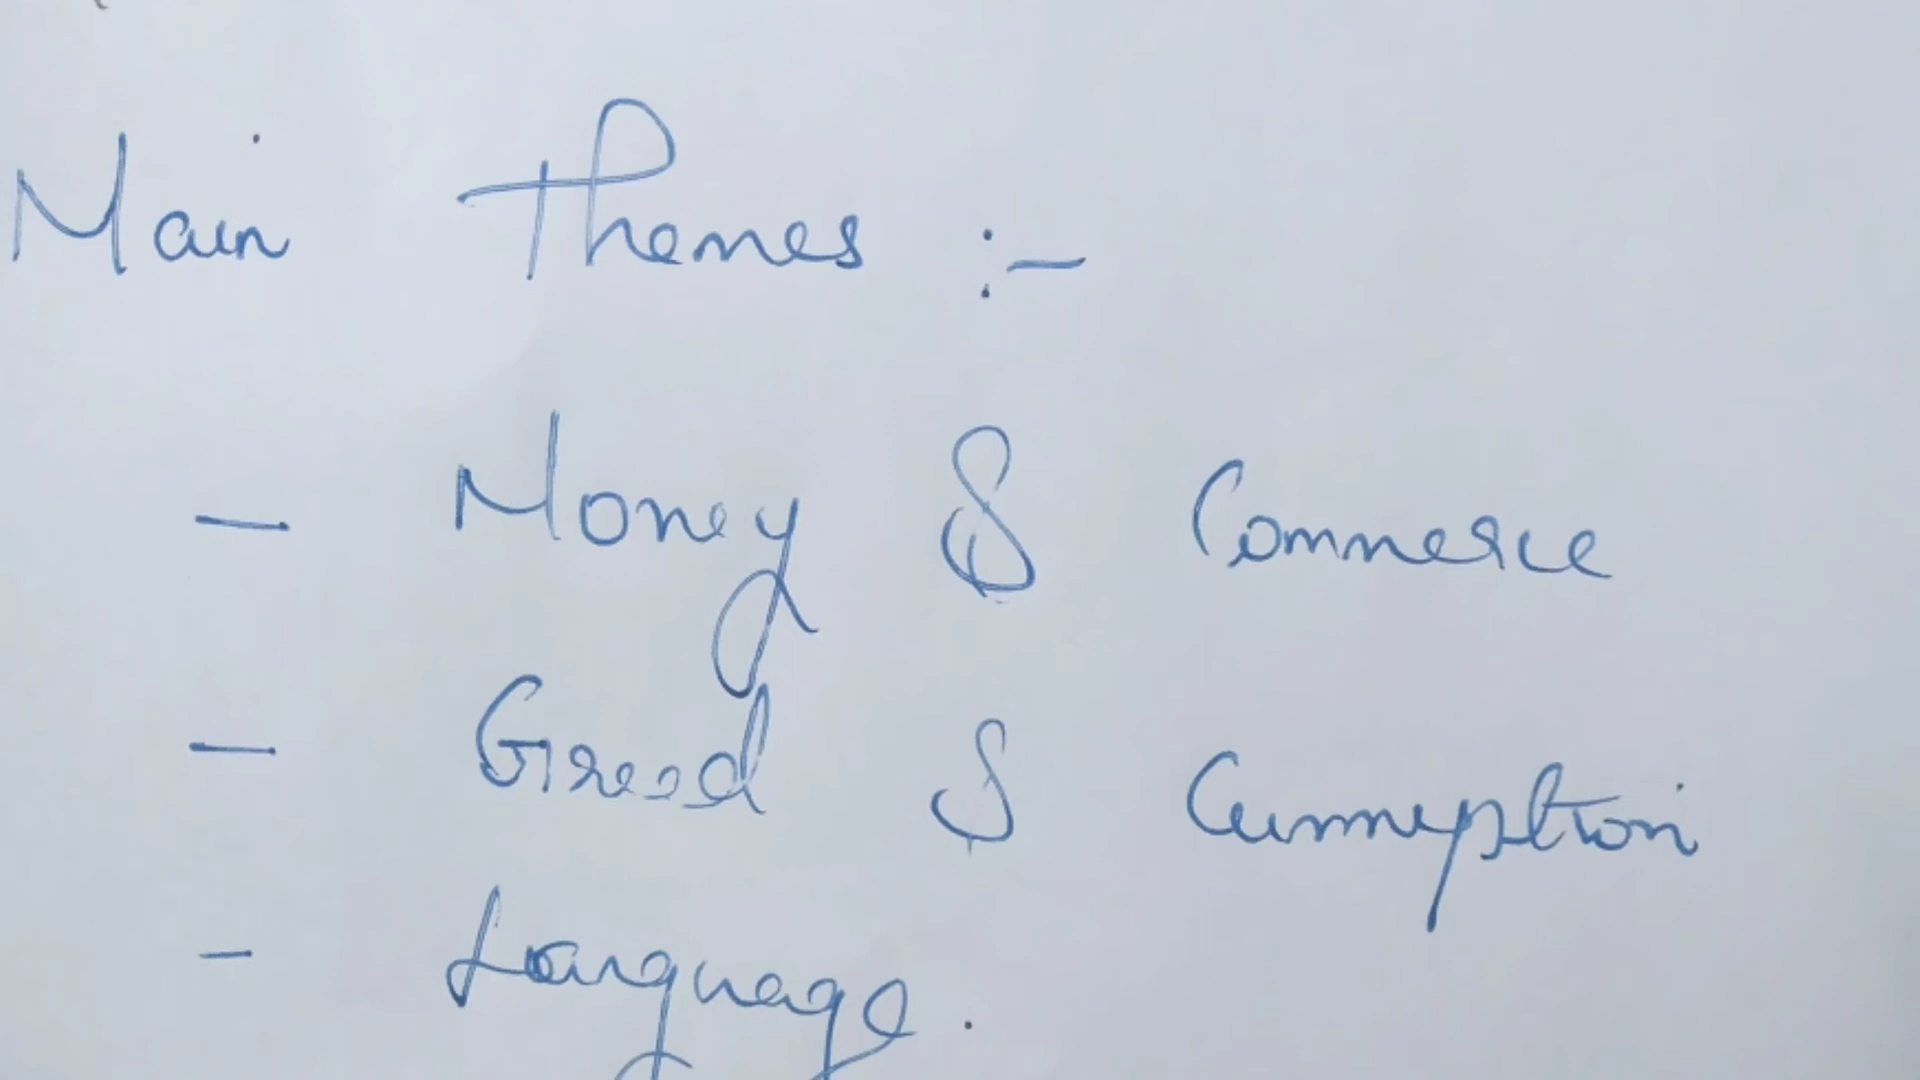 Main Themes :-
- Money & Commerce
- Greed & Corruption
- Language.